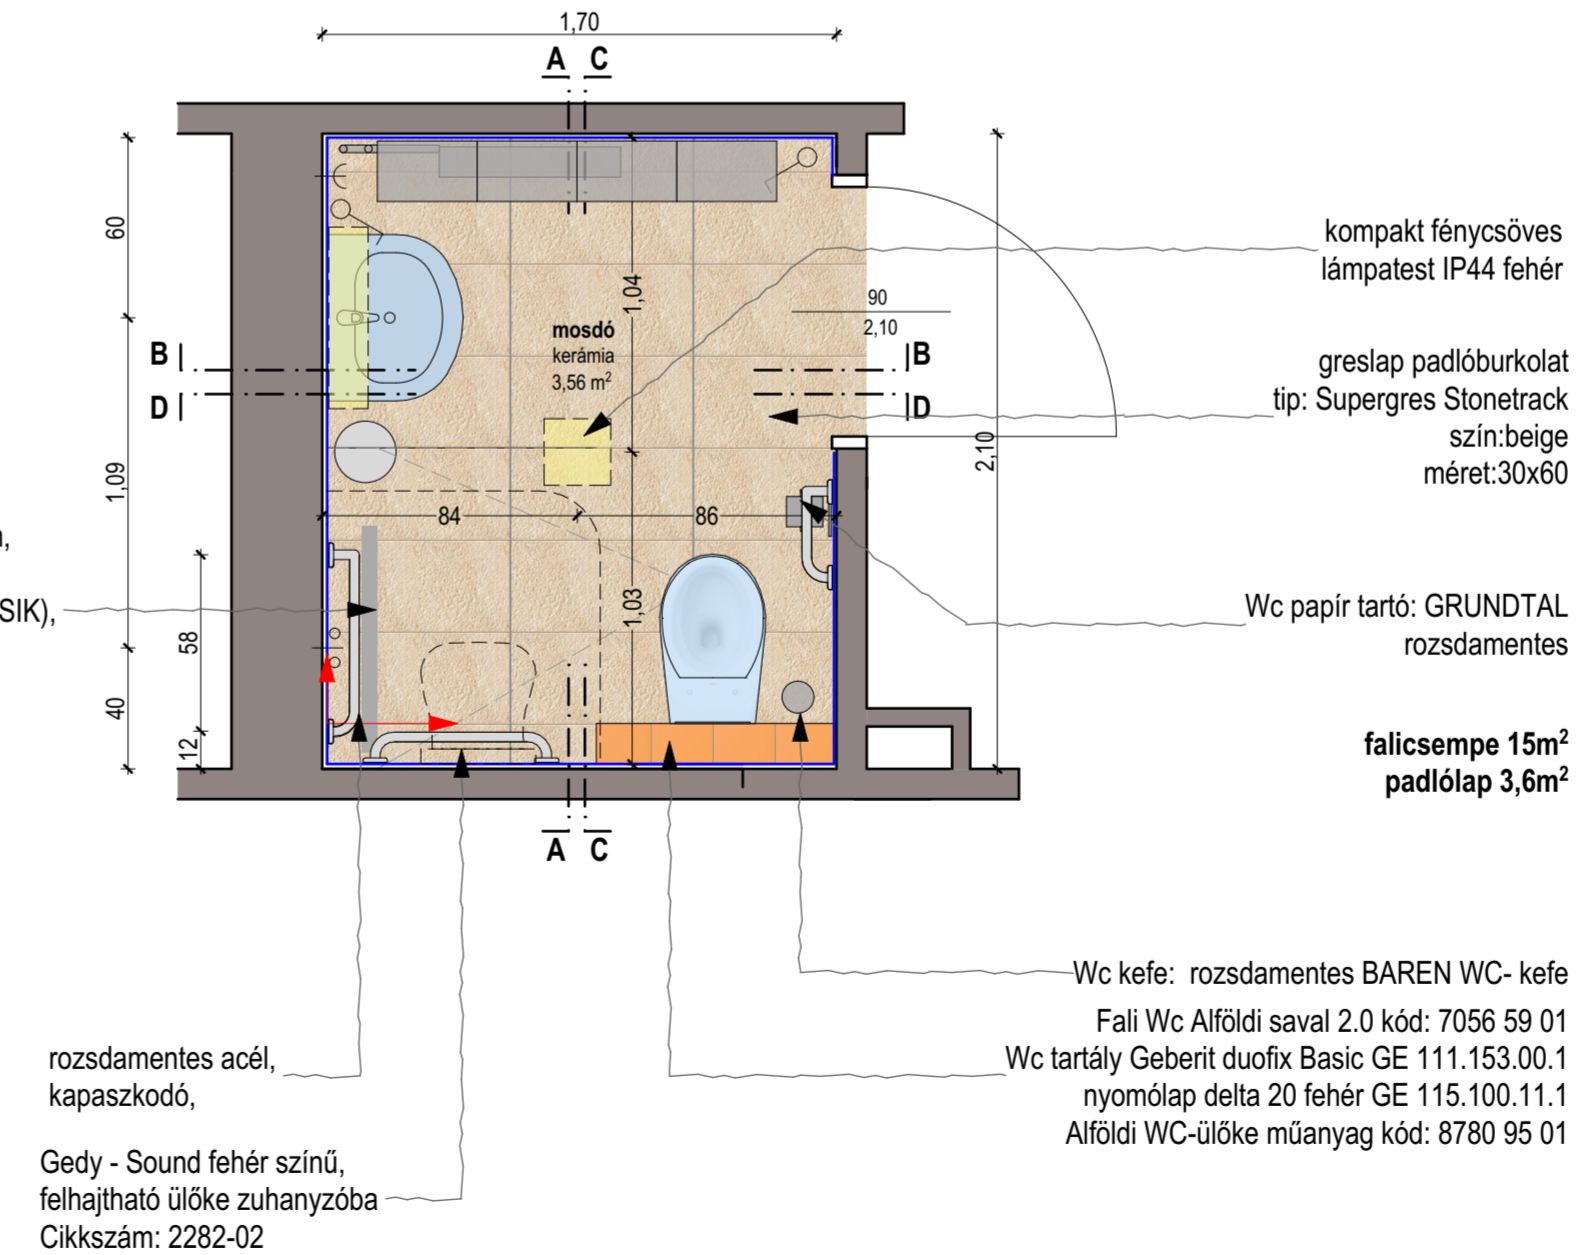 1,70
A C
60
1,04
90
2,10
mosdó
kerámia
3,56 m²
B
B
D
D
kompakt fénycsöves
lámpatest IP44 fehér
greslap padlóburkolat
tip: Supergres Stonetrack
szín:beige
méret:30x60
2,10
1,09
84
86
SIK),
58
1,03
Wc papír tartó: GRUNDTAL
rozsdamentes
40
12
falicsempe 15m²
padlólap 3,6m²
A C
Wc kefe: rozsdamentes BAREN WC- kefe
Fali Wc Alföldi saval 2.0 kód: 7056 59 01
Wc tartály Geberit duofix Basic GE 111.153.00.1
nyomólap delta 20 fehér GE 115.100.11.1
Alföldi WC-ülőke műanyag kód: 8780 95 01
rozsdamentes acél,
kapaszkodó,
Gedy - Sound fehér színű,
felhajtható ülőke zuhanyzóba
Cikkszám: 2282-02